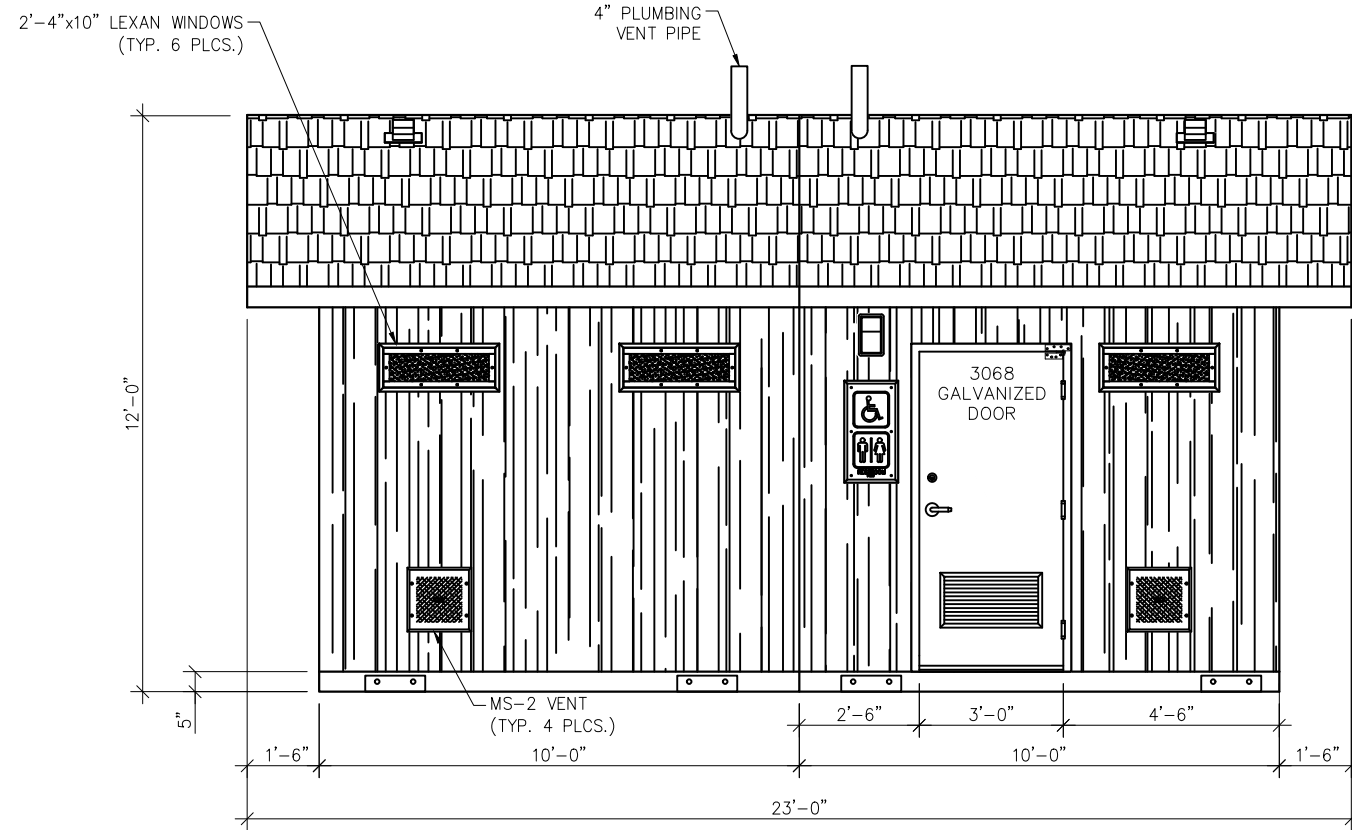 2'-4"x10" LEXAN WINDOWS
(TYP. 6 PLCS.)
4" PLUMBING
VENT PIPE
12'-0"
3068
GALVANIZED
DOOR
5"
MS-2 VENT
(TYP. 4 PLCS.)
2'-6"
3'-0"
4'-6"
1'-6"
10'-0"
10'-0"
1'-6"
23'-0"